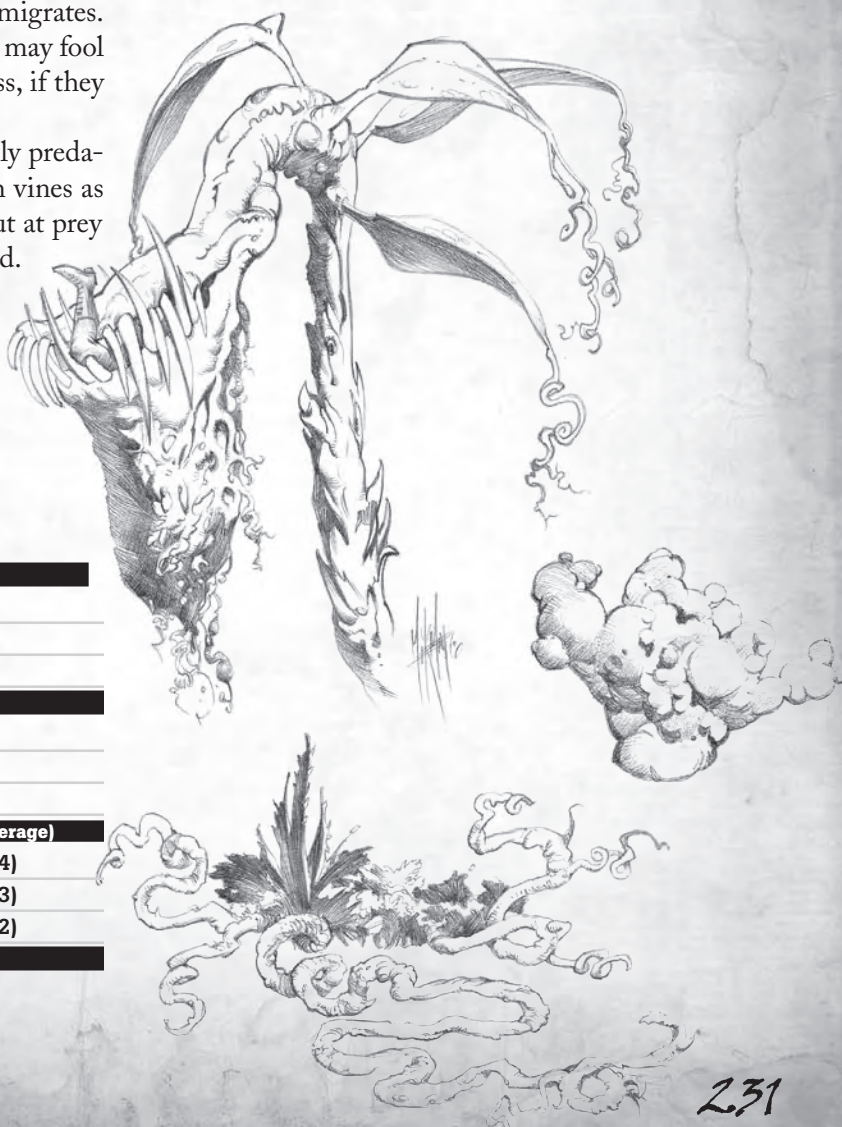 migrates.
may fool
ss, if they
ly preda-
n vines as
ut at prey
d.
erage)
4)
3)
2)
231